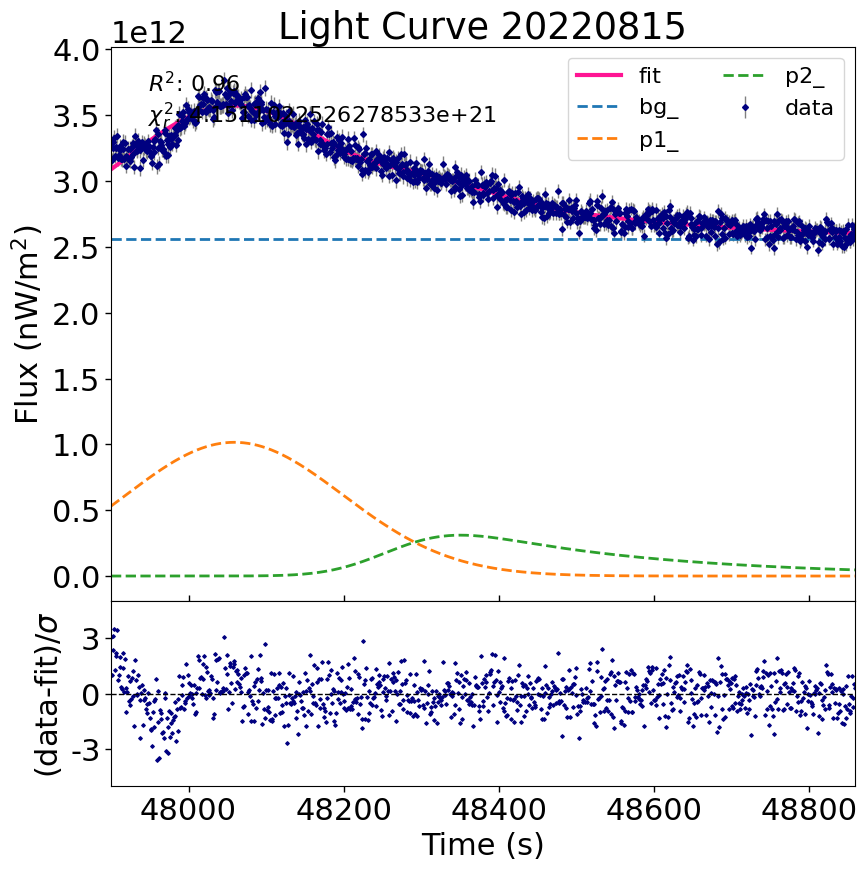 Light Curve 20220815
1e12
R²: 0.96
fit
bg_
p1_
p2_
data
4.0
3.5
3.0
2.5
2.0
1.5
1.0
0.5
0.0
Flux (nW/m²)
3
0
-3
(data-fit)/σ
48000 48200 48400 48600 48800
Time (s)